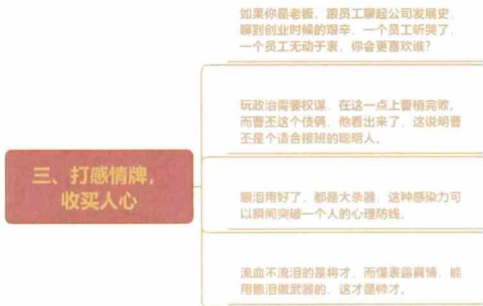 如果你是老板，跟员工聊起公司发展史，
聊到创业时候的艰辛，一个员工听哭了，
一个员工无动于衷，你会更喜欢谁？
玩政治需要权谋，在这一点上曹植完败，
而曹丕这个伎俩，他看出来了，这说明曹
丕是个适合接班的聪明人。
三、打感情牌，
收买人心
眼泪用好了，都是大杀器，这种感染力可
以瞬间突破一个人的心理防线。
流血不流泪的是将才，而懂表露真情，能
用眼泪做武器的，这才是帅才。